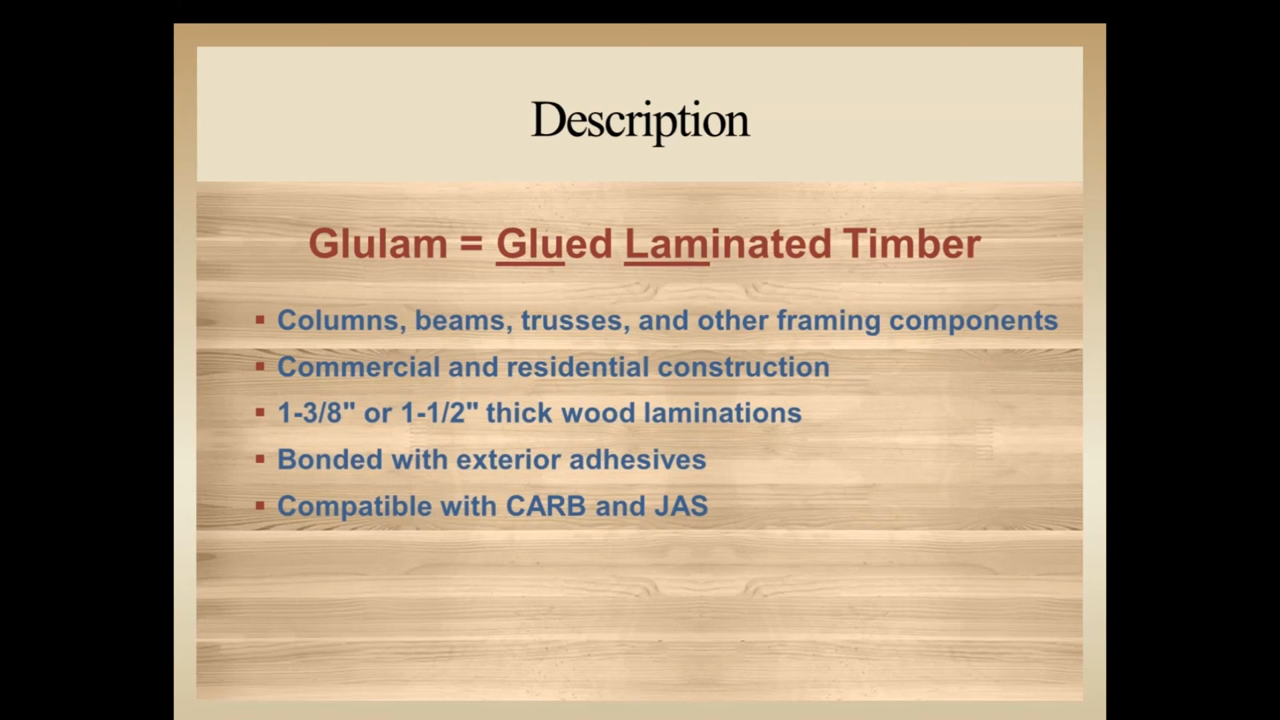 Description
Glulam = Glued Laminated Timber
▪ Columns, beams, trusses, and other framing components
▪ Commercial and residential construction
▪ 1-3/8" or 1-1/2" thick wood laminations
▪ Bonded with exterior adhesives
▪ Compatible with CARB and JAS